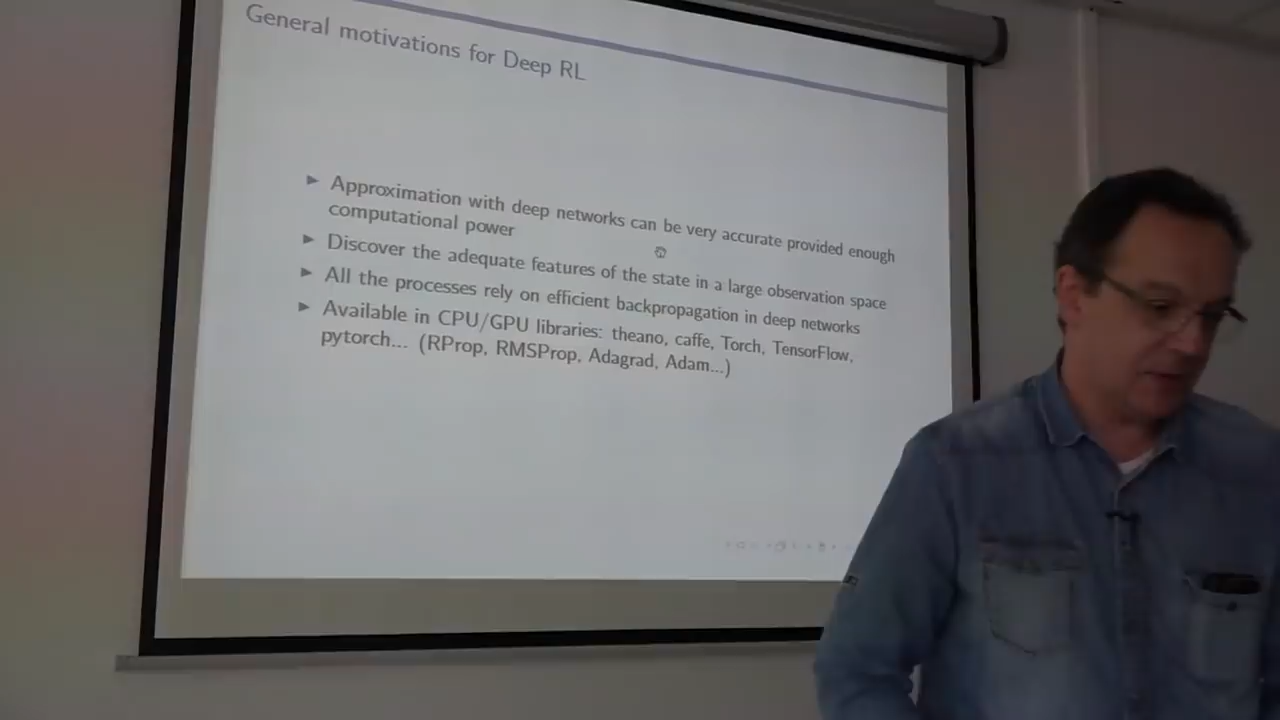 General motivations for Deep RL
Approximation with deep networks can be very accurate provided enough
computational power
Discover the adequate features of the state in a large observation space
All the processes rely on efficient backpropagation in deep networks
Available in CPU/GPU libraries: theano, caffe, Torch, TensorFlow,
pytorch... (RProp, RMSProp, Adagrad, Adam...)